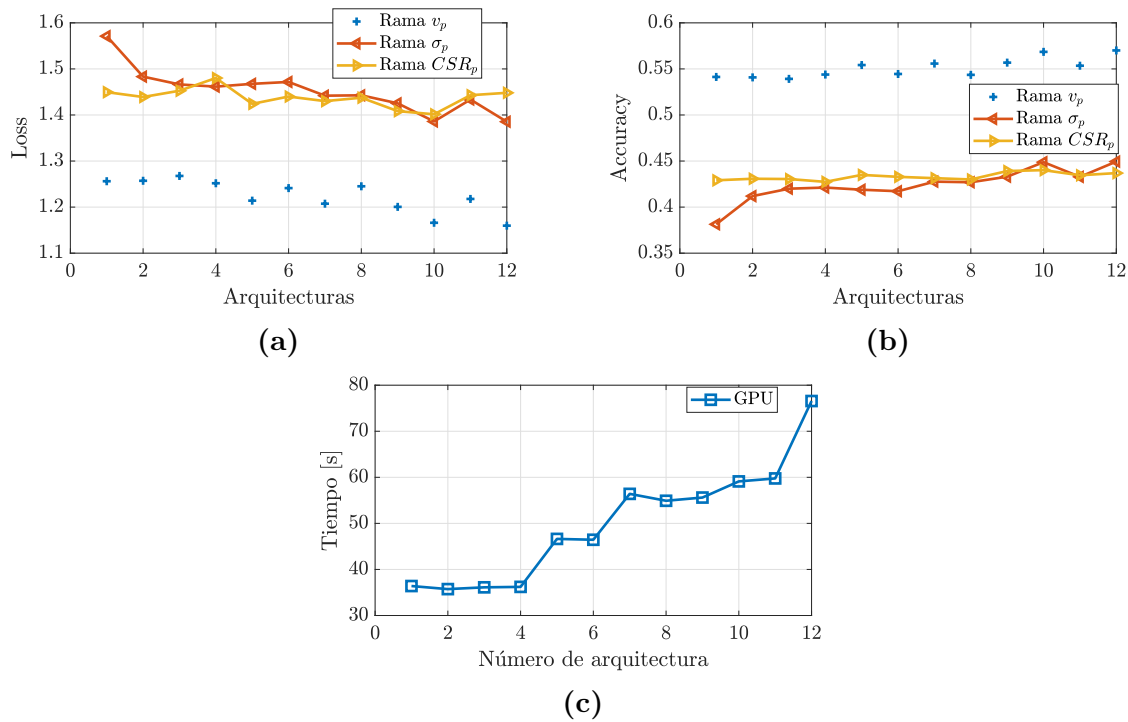 1.6
1.5
1.4
1.3
1.2
1.1
Loss
0 2 4 6 8 10 12
Arquitecturas
Rama $v_p$
Rama $\sigma_p$
Rama $CSR_p$
(a)
0.6
0.55
0.5
0.45
0.4
0.35
Accuracy
0 2 4 6 8 10 12
Arquitecturas
Rama $v_p$
Rama $\sigma_p$
Rama $CSR_p$
(b)
80
70
60
50
40
30
Tiempo [s]
0 2 4 6 8 10 12
Número de arquitectura
GPU
(c)